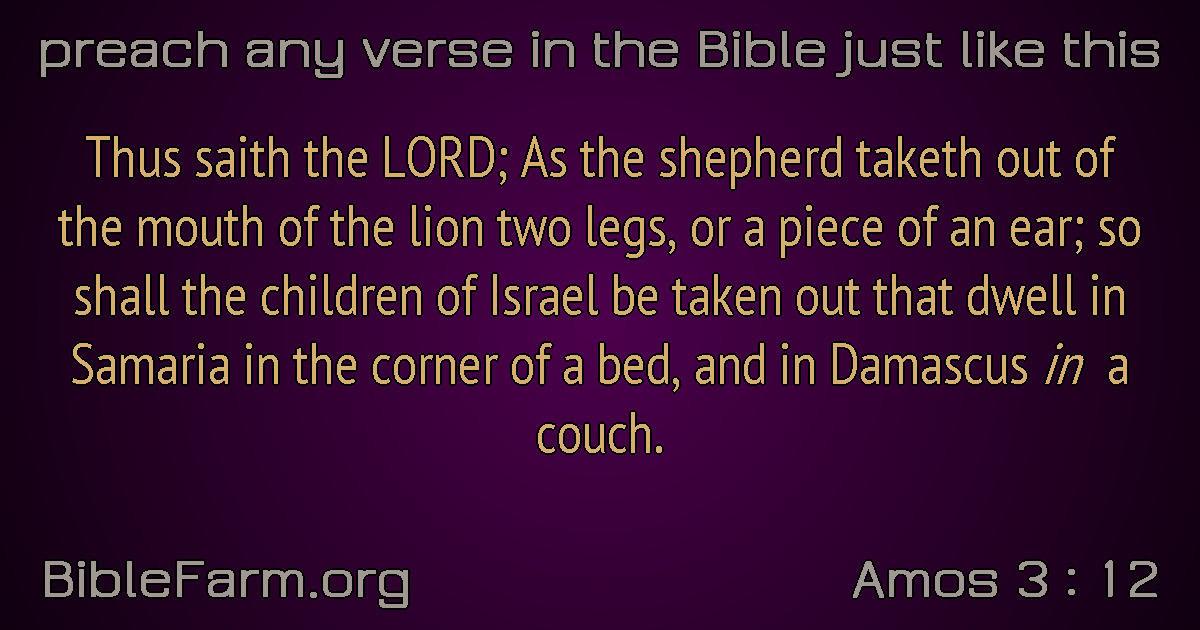 preach any verse in the Bible just like this
Thus saith the LORD; As the shepherd taketh out of
the mouth of the lion two legs, or a piece of an ear; so
shall the children of Israel be taken out that dwell in
Samaria in the corner of a bed, and in Damascus in a
couch.
BibleFarm.org
Amos 3 : 12